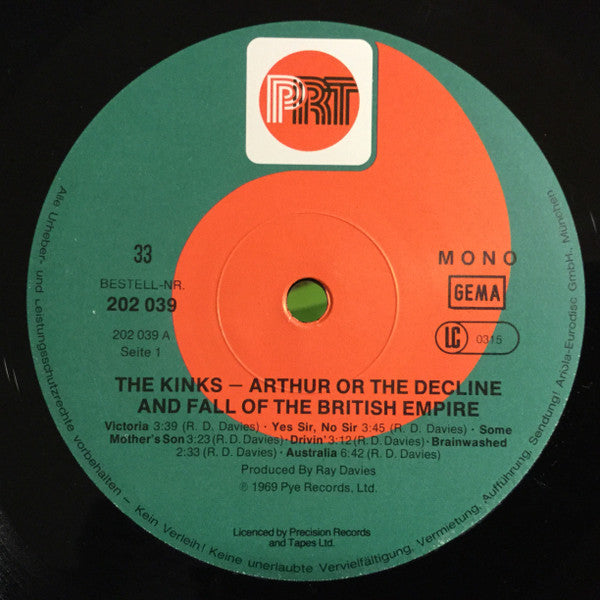 PRT
33
BESTELL-NR.
202 039
202 039 A
Seite 1
MONO
GEMA
LC 0315
THE KINKS — ARTHUR OR THE DECLINE
AND FALL OF THE BRITISH EMPIRE
Victoria 3:39 (R. D. Davies) · Yes Sir, No Sir 3:45 (R. D. Davies) · Some
Mother's Son 3:23 (R. D. Davies) · Drivin' 3:12 (R. D. Davies) · Brainwashed
2:33 (R. D. Davies) · Australia 6:42 (R. D. Davies)
Produced By Ray Davies
℗ 1969 Pye Records, Ltd.
Licenced by Precision Records
and Tapes Ltd.
Alle Urheber- und Leistungsschutzrechte vorbehalten – Kein Verleih! Keine unerlaubte Vervielfältigung, Vermietung, Aufführung, Sendung! Ariola-Eurodisc GmbH., München